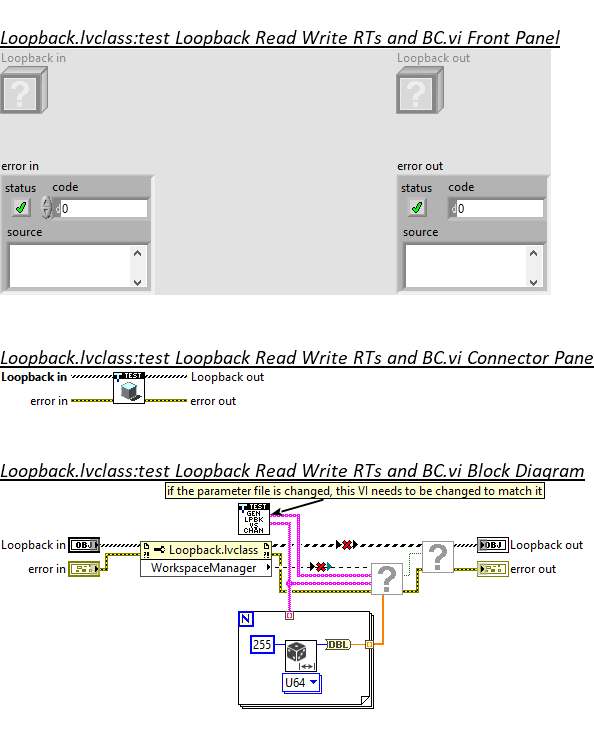 Loopback.lvclass:test Loopback Read Write RTs and BC.vi Front Panel
Loopback in
Loopback out
?
?
error in
error out
status code
status code
0
0
source
source
Loopback.lvclass:test Loopback Read Write RTs and BC.vi Connector Pane
Loopback in
TEST
Loopback out
error in
error out
Loopback.lvclass:test Loopback Read Write RTs and BC.vi Block Diagram
if the parameter file is changed, this VI needs to be changed to match it
TEST
GEN
LPBK
VS
CHAN
Loopback in
OBJ
Loopback.lvclass
?!
?!
OBJ
Loopback out
error in
WorkspaceManager
?
?
error out
N
255
DBL
U64